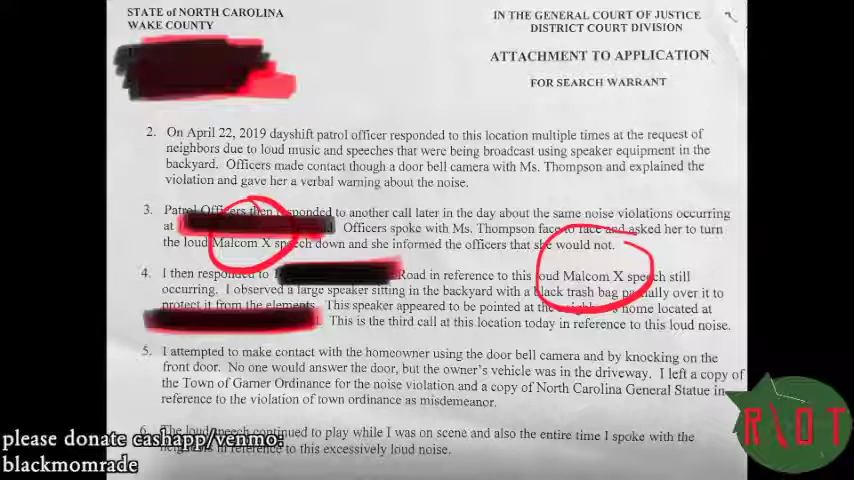 STATE of NORTH CAROLINA
WAKE COUNTY
IN THE GENERAL COURT OF JUSTICE
DISTRICT COURT DIVISION
ATTACHMENT TO APPLICATION
FOR SEARCH WARRANT
2. On April 22, 2019 dayshift patrol officer responded to this location multiple times at the request of
neighbors due to loud music and speeches that were being broadcast using speaker equipment in the
backyard. Officers made contact though a door bell camera with Ms. Thompson and explained the
violation and gave her a verbal warning about the noise.
3. Patrol Officers then responded to another call later in the day about the same noise violations occurring
at Officers spoke with Ms. Thompson face to face and asked her to turn
the loud Malcom X speech down and she informed the officers that she would not.
4. I then responded to Road in reference to this loud Malcom X speech still
occurring. I observed a large speaker sitting in the backyard with a black trash bag partially over it to
protect it from the elements. This speaker appeared to be pointed at the neighbor's home located at
This is the third call at this location today in reference to this loud noise.
5. I attempted to make contact with the homeowner using the door bell camera and by knocking on the
front door. No one would answer the door, but the owner's vehicle was in the driveway. I left a copy of
the Town of Garner Ordinance for the noise violation and a copy of North Carolina General Statue in
reference to the violation of town ordinance as misdemeanor.
6. The loud speech continued to play while I was on scene and also the entire time I spoke with the
neighbors in reference to this excessively loud noise.
please donate cashapp/venmo:
blackmomrade
R\OT